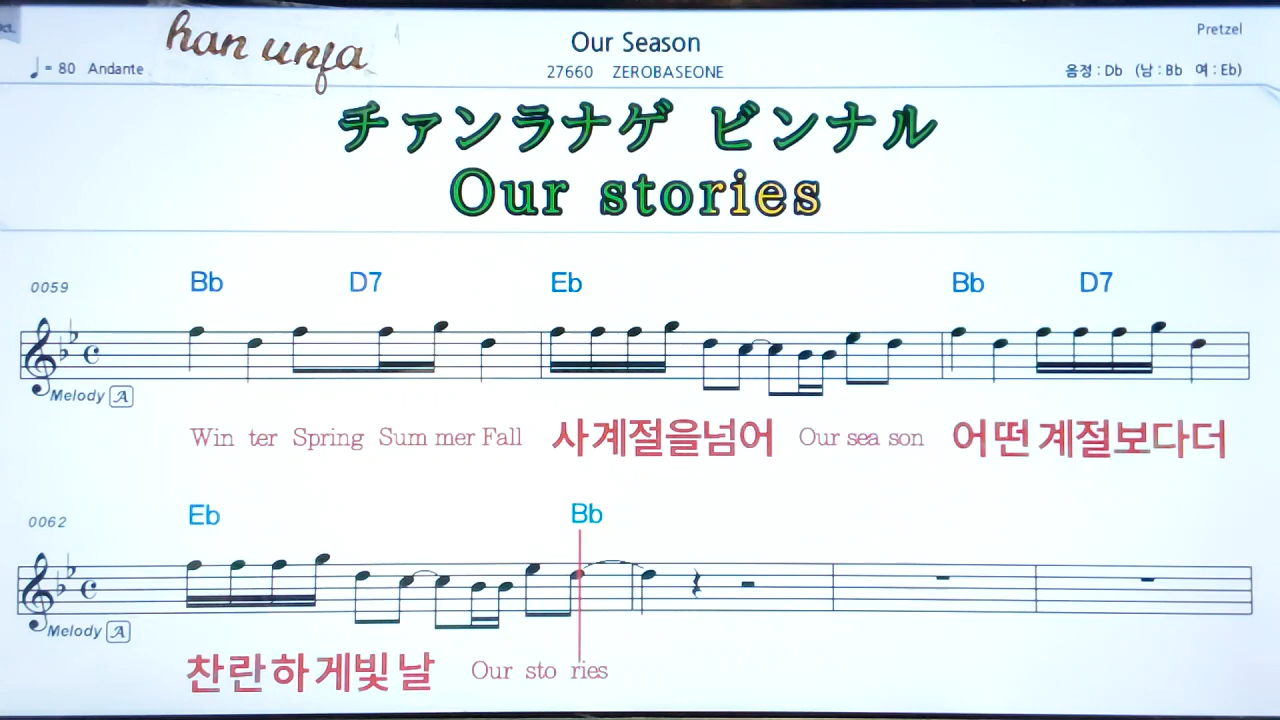 han unfa
Our Season
Pretzel
♩= 80 Andante
27660 ZEROBASEONE
음정 : Db (남 : Bb 여 : Eb)
チァンラナゲ ビンナル
Our stories
0059 Bb D7 Eb Bb D7
Melody A
Win ter Spring Sum mer Fall 사계절을넘어 Our sea son 어떤계절보다더
0062 Eb Bb
Melody A
찬란하게빛날 Our sto ries